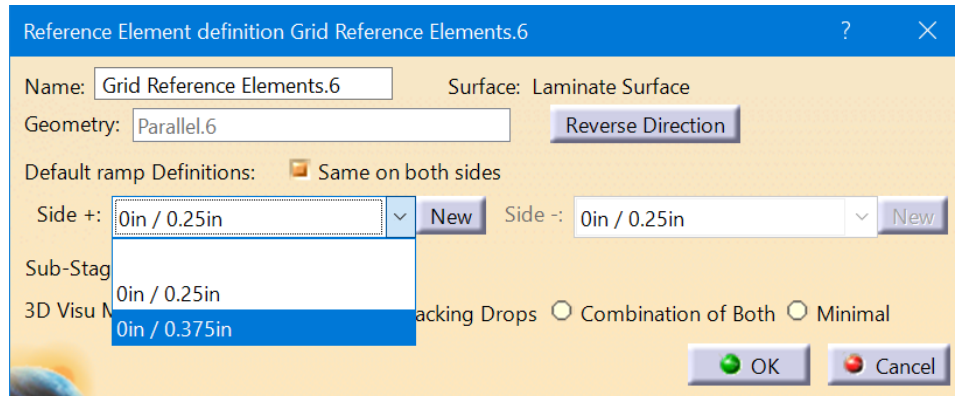 Reference Element definition Grid Reference Elements.6 ? ×
Name: Grid Reference Elements.6 Surface: Laminate Surface
Geometry: Parallel.6 Reverse Direction
Default ramp Definitions: Same on both sides
Side +: 0in / 0.25in New Side -: 0in / 0.25in New
Sub-Stag
0in / 0.25in
3D Visu acking Drops Combination of Both Minimal
0in / 0.375in
OK Cancel